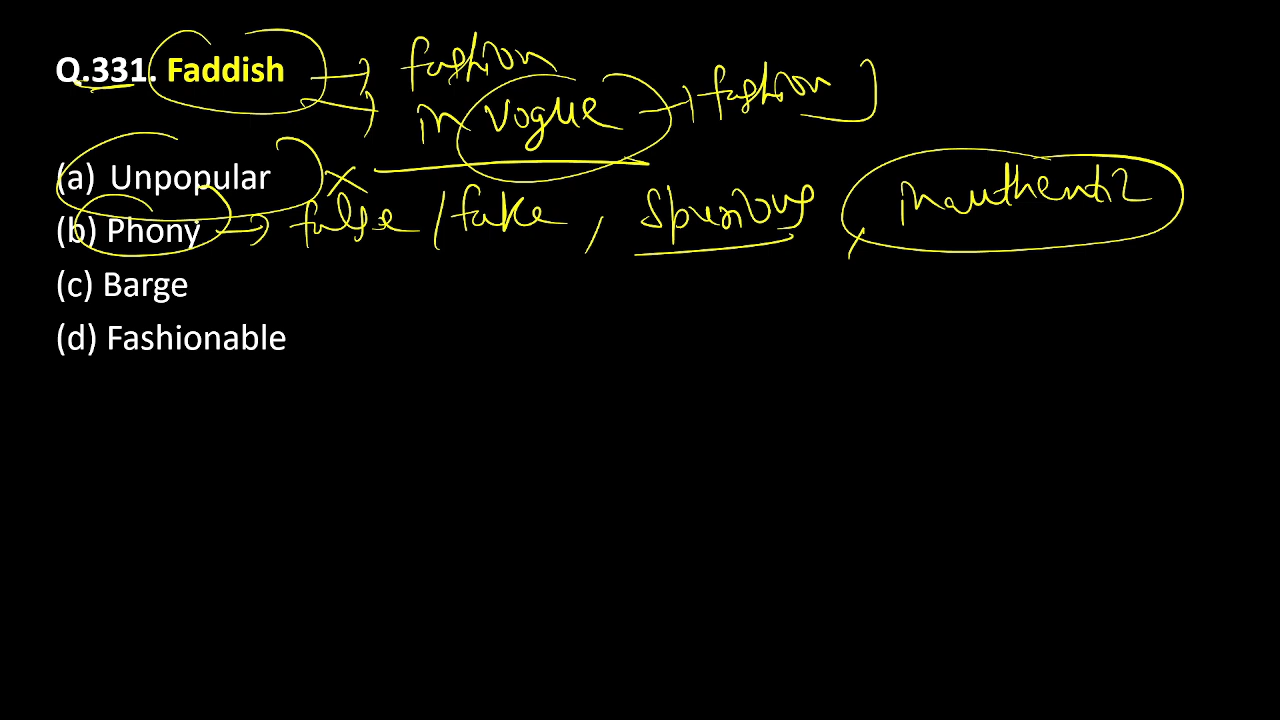 Q.331. Faddish → fashion
in vogue → fashion
(a) Unpopular ×
(b) Phony → false / fake, spurious, inauthentic
(c) Barge
(d) Fashionable